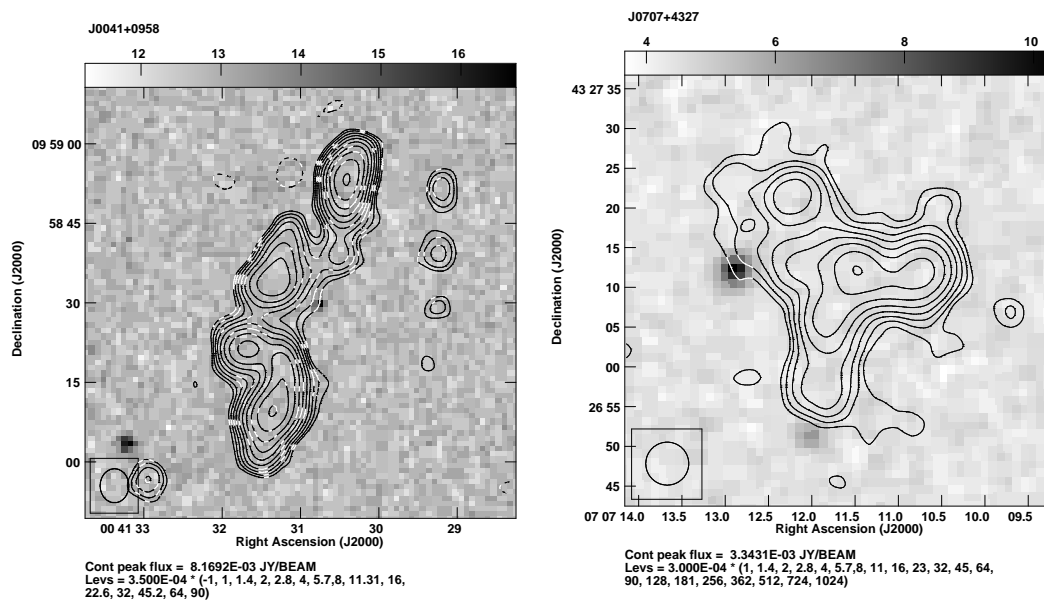 J0041+0958
12 13 14 15 16
09 59 00
58 45
30
15
00
Declination (J2000)
00 41 33 32 31 30 29
Right Ascension (J2000)
Cont peak flux = 8.1692E-03 JY/BEAM
Levs = 3.500E-04 * (-1, 1, 1.4, 2, 2.8, 4, 5.7,8, 11.31, 16,
22.6, 32, 45.2, 64, 90)
J0707+4327
4 6 8 10
43 27 35
30
25
20
15
10
05
00
26 55
50
45
Declination (J2000)
07 07 14.0 13.5 13.0 12.5 12.0 11.5 11.0 10.5 10.0 09.5
Right Ascension (J2000)
Cont peak flux = 3.3431E-03 JY/BEAM
Levs = 3.000E-04 * (1, 1.4, 2, 2.8, 4, 5.7,8, 11, 16, 23, 32, 45, 64,
90, 128, 181, 256, 362, 512, 724, 1024)